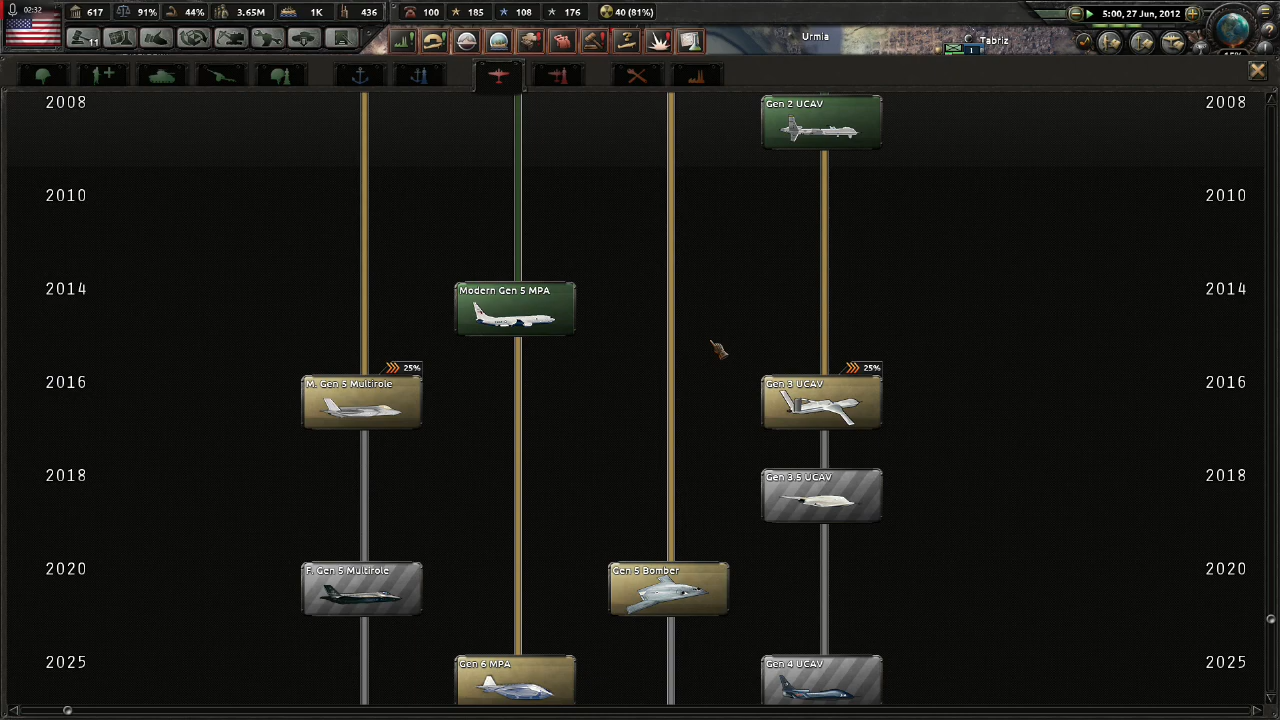 02:32
617
91%
44%
3.65M
1K
436
100
185
108
176
40 (81%)
5:00, 27 Jun, 2012
11
Urmia
Tabriz
1
2008
Gen 2 UCAV
2008
2010
2010
2014
Modern Gen 5 MPA
2014
25%
25%
2016
M. Gen 5 Multirole
Gen 3 UCAV
2016
2018
Gen 3.5 UCAV
2018
2020
F. Gen 5 Multirole
Gen 5 Bomber
2020
2025
Gen 6 MPA
Gen 4 UCAV
2025